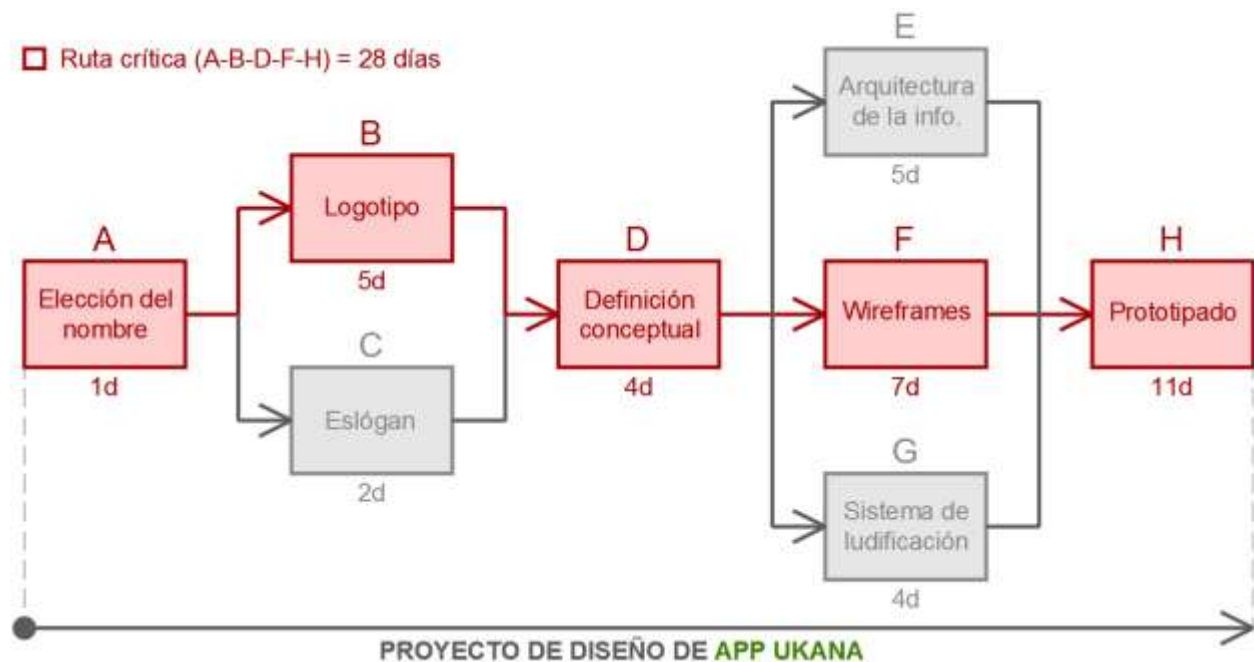 Ruta crítica (A-B-D-F-H) = 28 días
A
Elección del
nombre
1d
B
Logotipo
5d
C
Eslógan
2d
D
Definición
conceptual
4d
E
Arquitectura
de la info.
5d
F
Wireframes
7d
G
Sistema de
ludificación
4d
H
Prototipado
11d
PROYECTO DE DISEÑO DE APP UKANA